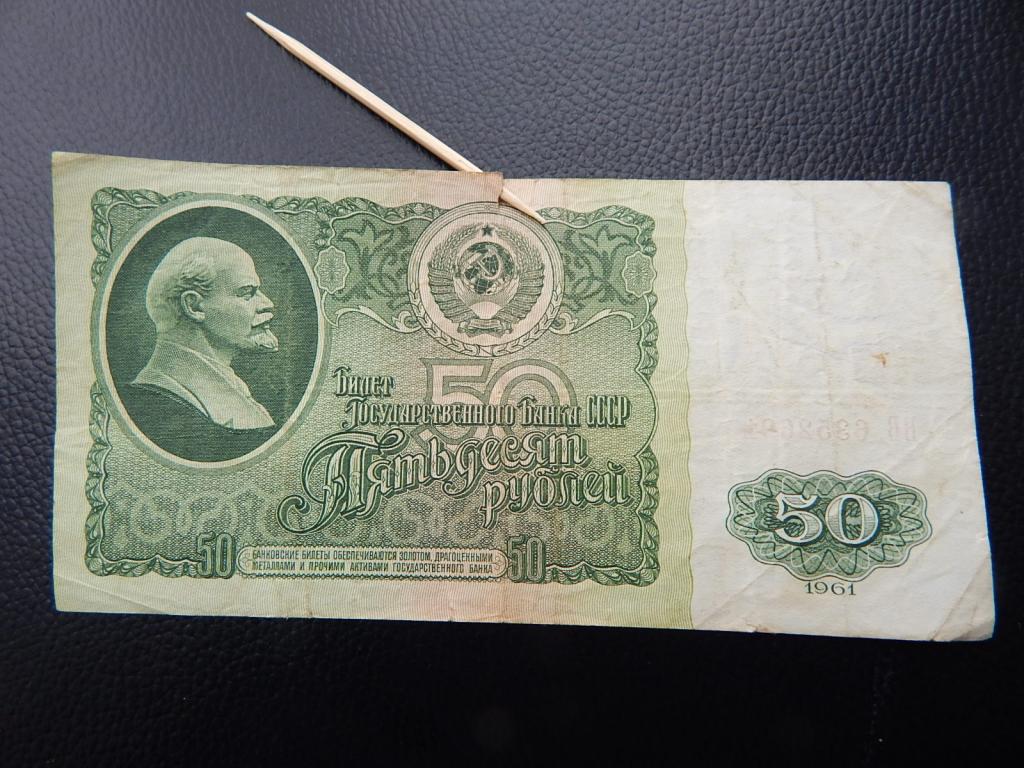 50
Билет
Государственного Банка СССР
Пятьдесят
рублей
50
БАНКОВСКИЕ БИЛЕТЫ ОБЕСПЕЧИВАЮТСЯ ЗОЛОТОМ, ДРАГОЦЕННЫМИ
МЕТАЛЛАМИ И ПРОЧИМИ АКТИВАМИ ГОСУДАРСТВЕННОГО БАНКА
50
50
1961